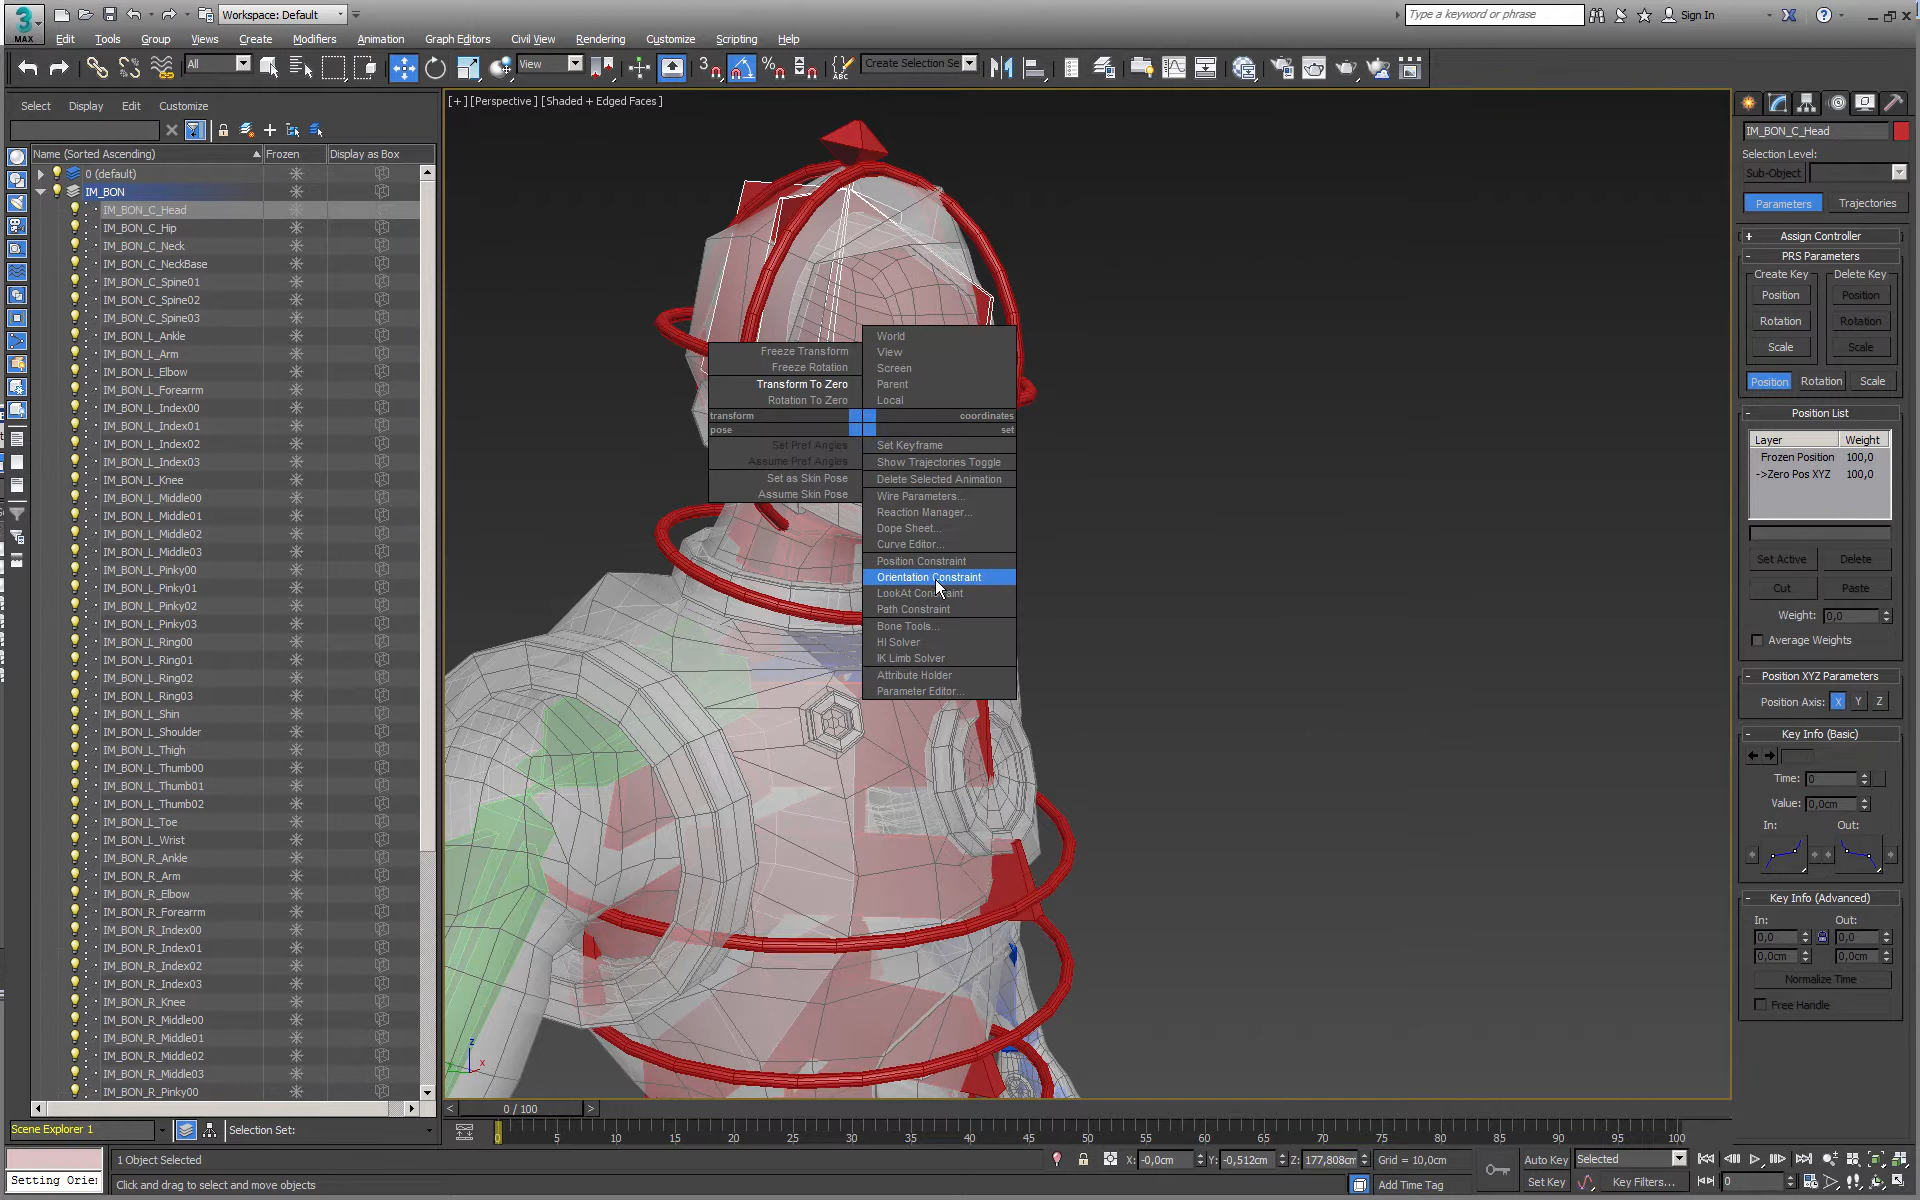 3
MAX
Workspace: Default
Type a keyword or phrase
Sign In
Edit Tools Group Views Create Modifiers Animation Graph Editors Civil View Rendering Customize Scripting Help
All
View
3
%
ABC
Create Selection Se
Select Display Edit Customize
Name (Sorted Ascending) Frozen Display as Box
0 (default)
IM_BON
IM_BON_C_Head
IM_BON_C_Hip
IM_BON_C_Neck
IM_BON_C_NeckBase
IM_BON_C_Spine01
IM_BON_C_Spine02
IM_BON_C_Spine03
IM_BON_L_Ankle
IM_BON_L_Arm
IM_BON_L_Elbow
IM_BON_L_Forearrm
IM_BON_L_Index00
IM_BON_L_Index01
IM_BON_L_Index02
IM_BON_L_Index03
IM_BON_L_Knee
IM_BON_L_Middle00
IM_BON_L_Middle01
IM_BON_L_Middle02
IM_BON_L_Middle03
IM_BON_L_Pinky00
IM_BON_L_Pinky01
IM_BON_L_Pinky02
IM_BON_L_Pinky03
IM_BON_L_Ring00
IM_BON_L_Ring01
IM_BON_L_Ring02
IM_BON_L_Ring03
IM_BON_L_Shin
IM_BON_L_Shoulder
IM_BON_L_Thigh
IM_BON_L_Thumb00
IM_BON_L_Thumb01
IM_BON_L_Thumb02
IM_BON_L_Toe
IM_BON_L_Wrist
IM_BON_R_Ankle
IM_BON_R_Arm
IM_BON_R_Elbow
IM_BON_R_Forearrm
IM_BON_R_Index00
IM_BON_R_Index01
IM_BON_R_Index02
IM_BON_R_Index03
IM_BON_R_Knee
IM_BON_R_Middle00
IM_BON_R_Middle01
IM_BON_R_Middle02
IM_BON_R_Middle03
IM_BON_R_Pinky00
Scene Explorer 1
Selection Set:
[+] [Perspective] [Shaded + Edged Faces]
Freeze Transform
Freeze Rotation
Transform To Zero
Rotation To Zero
transform
pose
Set Pref Angles
Assume Pref Angles
Set as Skin Pose
Assume Skin Pose
World
View
Screen
Parent
Local
coordinates
set
Set Keyframe
Show Trajectories Toggle
Delete Selected Animation
Wire Parameters...
Reaction Manager...
Dope Sheet...
Curve Editor...
Position Constraint
Orientation Constraint
LookAt Constraint
Path Constraint
Bone Tools...
HI Solver
IK Limb Solver
Attribute Holder
Parameter Editor...
z
x
IM_BON_C_Head
Selection Level:
Sub-Object
Parameters Trajectories
+ Assign Controller
- PRS Parameters
Create Key Delete Key
Position Position
Rotation Rotation
Scale Scale
Position Rotation Scale
- Position List
Layer Weight
Frozen Position 100,0
->Zero Pos XYZ 100,0
Set Active Delete
Cut Paste
Weight: 0,0
Average Weights
- Position XYZ Parameters
Position Axis: X Y Z
- Key Info (Basic)
Time: 0
Value: 0,0cm
In: Out:
- Key Info (Advanced)
In: Out:
0,0 0,0
0,0cm 0,0cm
Normalize Time
Free Handle
< 0 / 100 >
0 5 10 15 20 25 30 35 40 45 50 55 60 65 70 75 80 85 90 95 100
1 Object Selected
X: -0,0cm Y: -0,512cm Z: 177,808cm Grid = 10,0cm
Auto Key Selected
Setting Orie
Click and drag to select and move objects
Add Time Tag
Set Key Key Filters...
0